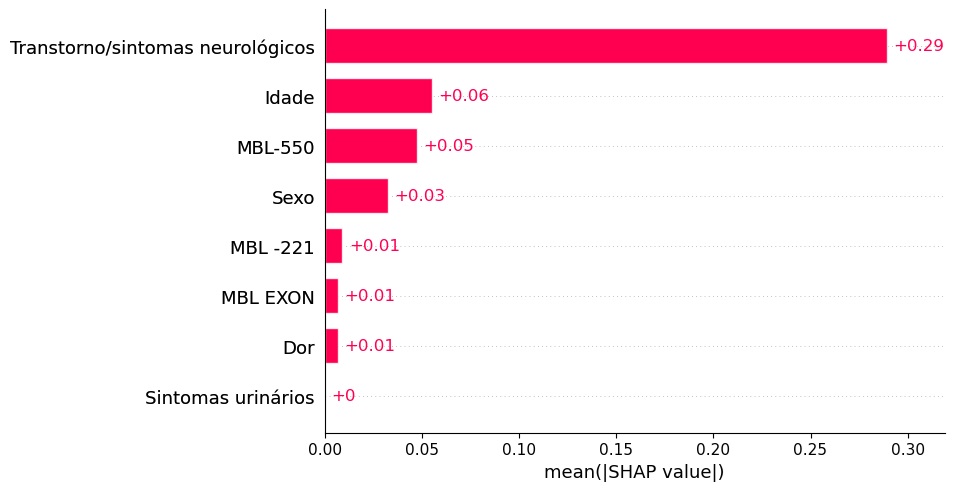 Transtorno/sintomas neurológicos +0.29
Idade +0.06
MBL-550 +0.05
Sexo +0.03
MBL -221 +0.01
MBL EXON +0.01
Dor +0.01
Sintomas urinários +0
0.00 0.05 0.10 0.15 0.20 0.25 0.30
mean(|SHAP value|)